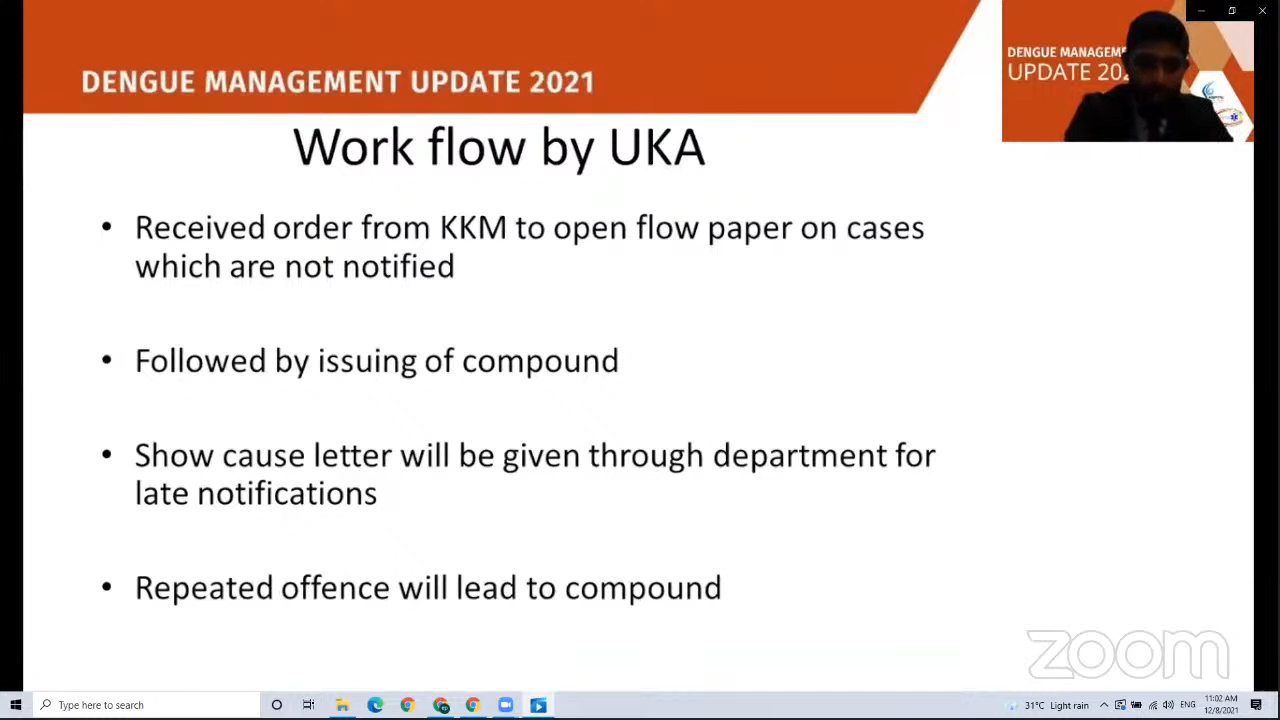 DENGUE MANAGEMENT UPDATE 2021
DENGUE MANAGEM
UPDATE 202
Work flow by UKA
• Received order from KKM to open flow paper on cases
which are not notified
• Followed by issuing of compound
• Show cause letter will be given through department for
late notifications
• Repeated offence will lead to compound
zoom
Type here to search
31°C Light rain
ENG
11:02 AM
12/8/2021